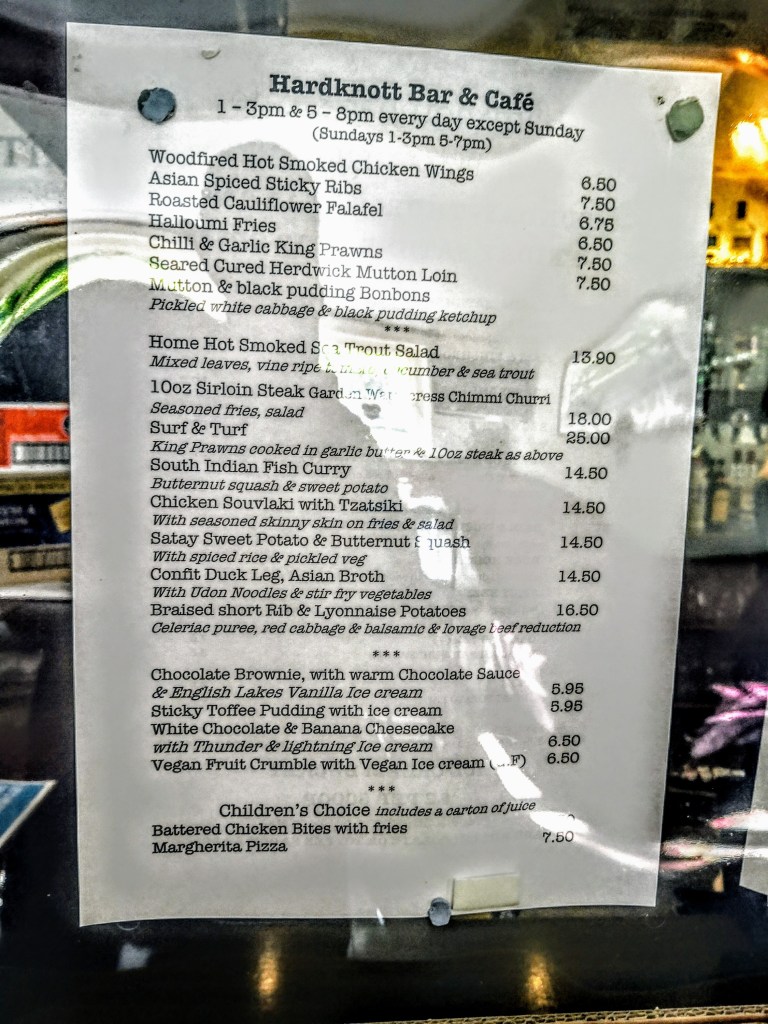 Hardknott Bar & Café
1 – 3pm & 5 – 8pm every day except Sunday
(Sundays 1-3pm 5-7pm)
Woodfired Hot Smoked Chicken Wings 6.50
Asian Spiced Sticky Ribs 7.50
Roasted Cauliflower Falafel 6.75
Halloumi Fries 6.50
Chilli & Garlic King Prawns 7.50
Seared Cured Herdwick Mutton Loin 7.50
Mutton & black pudding Bonbons
Pickled white cabbage & black pudding ketchup
***
Home Hot Smoked Sea Trout Salad 13.90
Mixed leaves, vine ripe cucumber & sea trout
10oz Sirloin Steak Garden Watercress Chimmi Churri
Seasoned fries, salad 18.00
Surf & Turf 25.00
King Prawns cooked in garlic butter & 10oz steak as above
South Indian Fish Curry 14.50
Butternut squash & sweet potato
Chicken Souvlaki with Tzatsiki 14.50
With seasoned skinny skin on fries & salad
Satay Sweet Potato & Butternut Squash 14.50
With spiced rice & pickled veg
Confit Duck Leg, Asian Broth 14.50
With Udon Noodles & stir fry vegetables
Braised short Rib & Lyonnaise Potatoes 16.50
Celeriac puree, red cabbage & balsamic & lovage beef reduction
***
Chocolate Brownie, with warm Chocolate Sauce
& English Lakes Vanilla Ice cream 5.95
Sticky Toffee Pudding with ice cream 5.95
White Chocolate & Banana Cheesecake
with Thunder & lightning Ice cream 6.50
Vegan Fruit Crumble with Vegan Ice cream 6.50
***
Children's Choice includes a carton of juice
Battered Chicken Bites with fries
Margherita Pizza 7.50